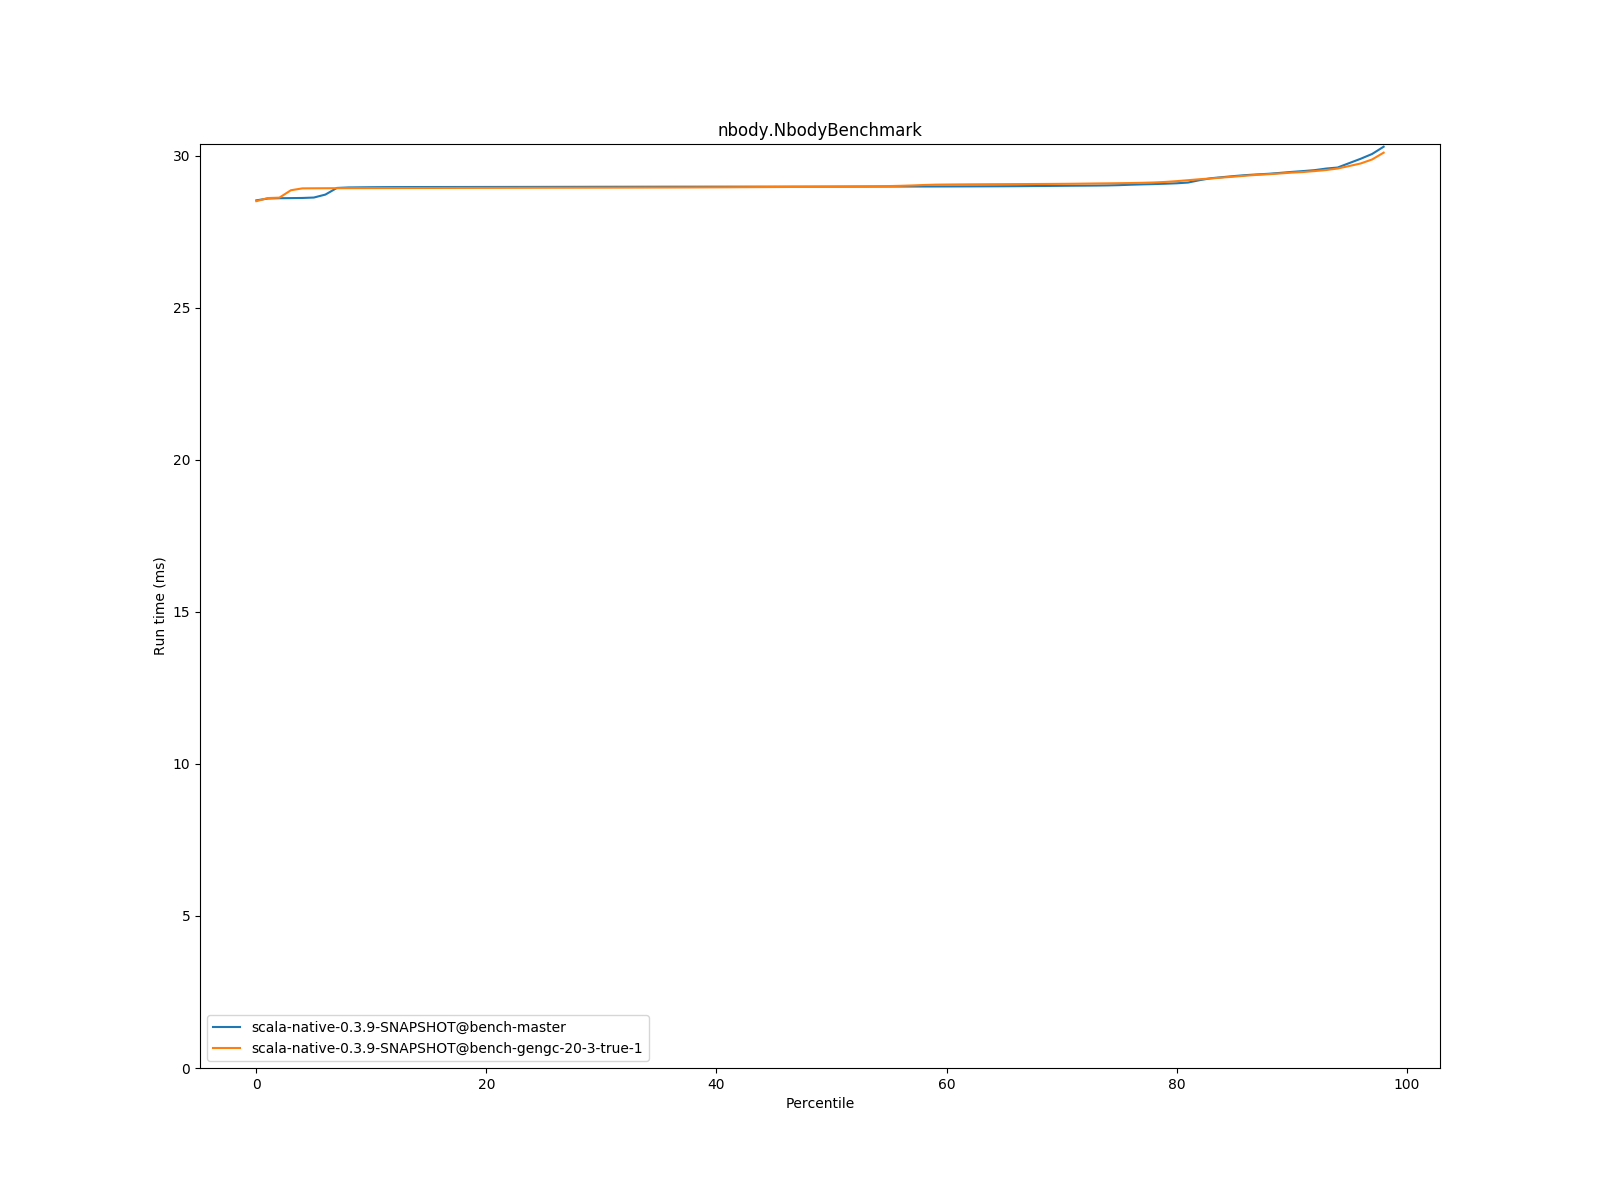 nbody.NbodyBenchmark
30
25
20
15
10
5
0
Run time (ms)
scala-native-0.3.9-SNAPSHOT@bench-master
scala-native-0.3.9-SNAPSHOT@bench-gengc-20-3-true-1
0 20 40 60 80 100
Percentile